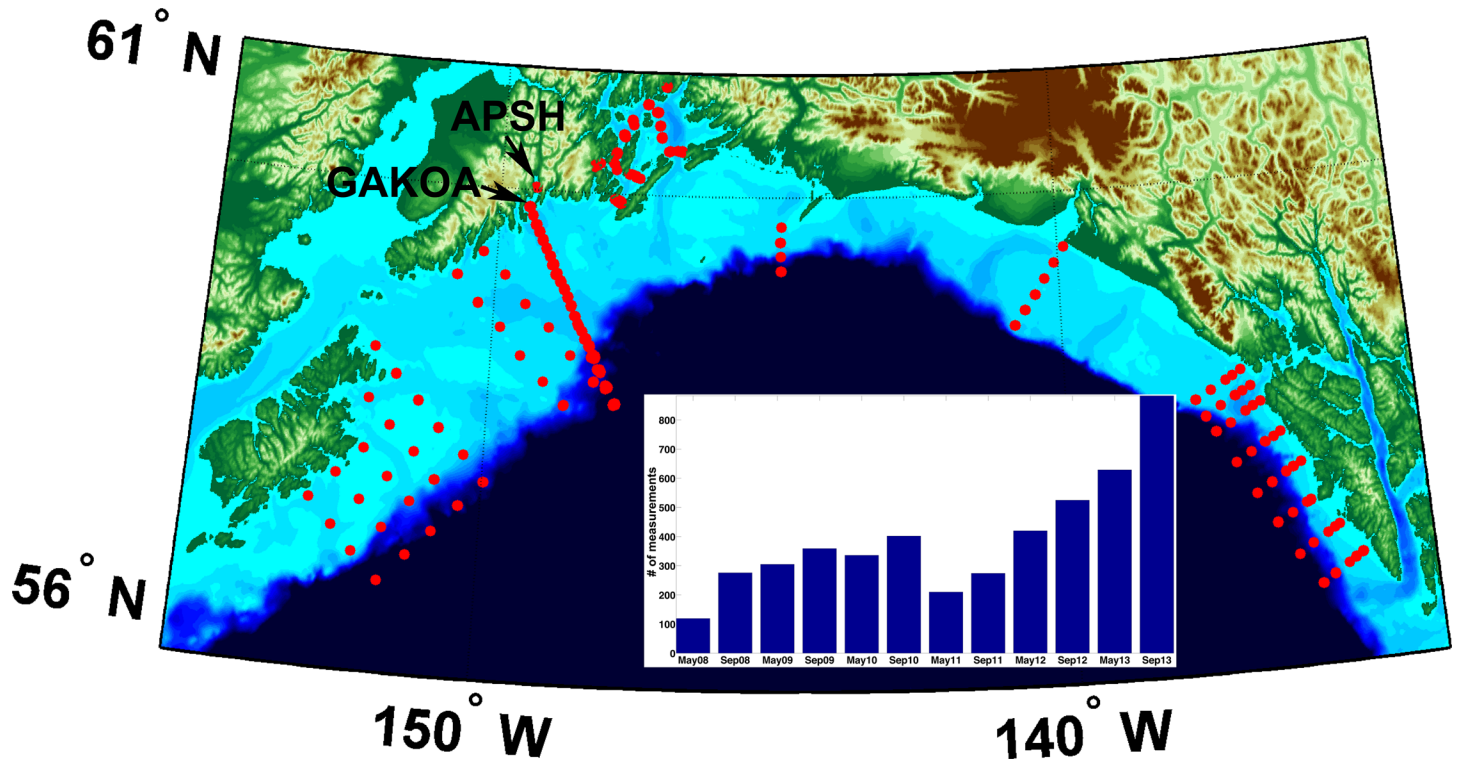 61° N
APSH
GAKOA
56° N
150° W
140° W
# of measurements
800
700
600
500
400
300
200
100
0
May08 Sep08 May09 Sep09 May10 Sep10 May11 Sep11 May12 Sep12 May13 Sep13